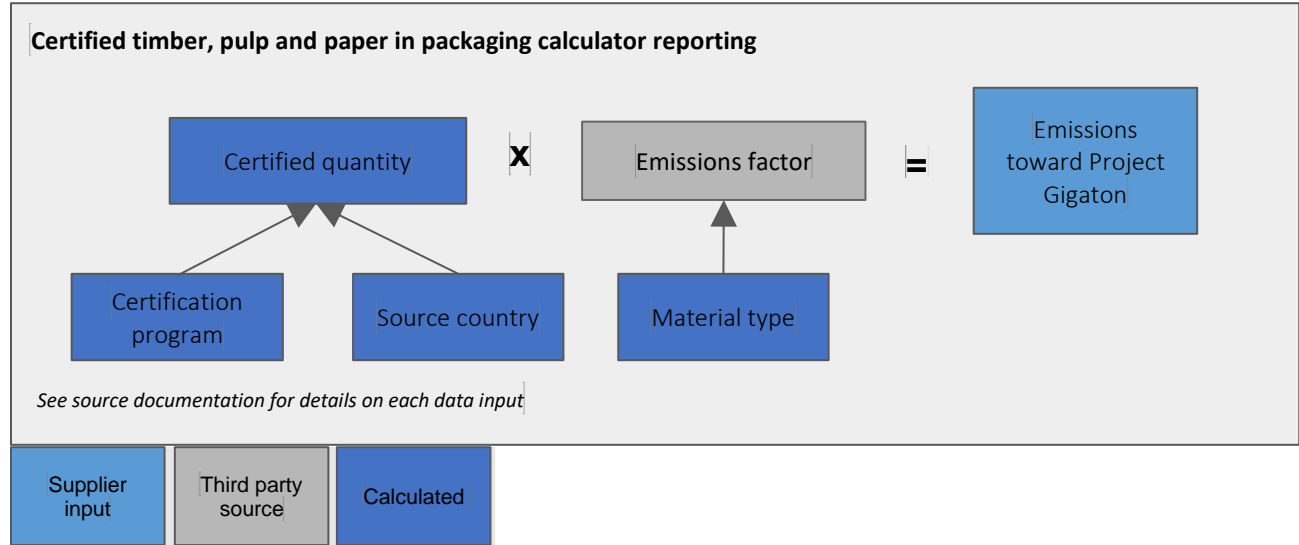 Certified timber, pulp and paper in packaging calculator reporting
Certified quantity
x
Emissions factor
=
Emissions
toward Project
Gigaton
Certification
program
Source country
Material type
See source documentation for details on each data input
Supplier
input
Third party
source
Calculated